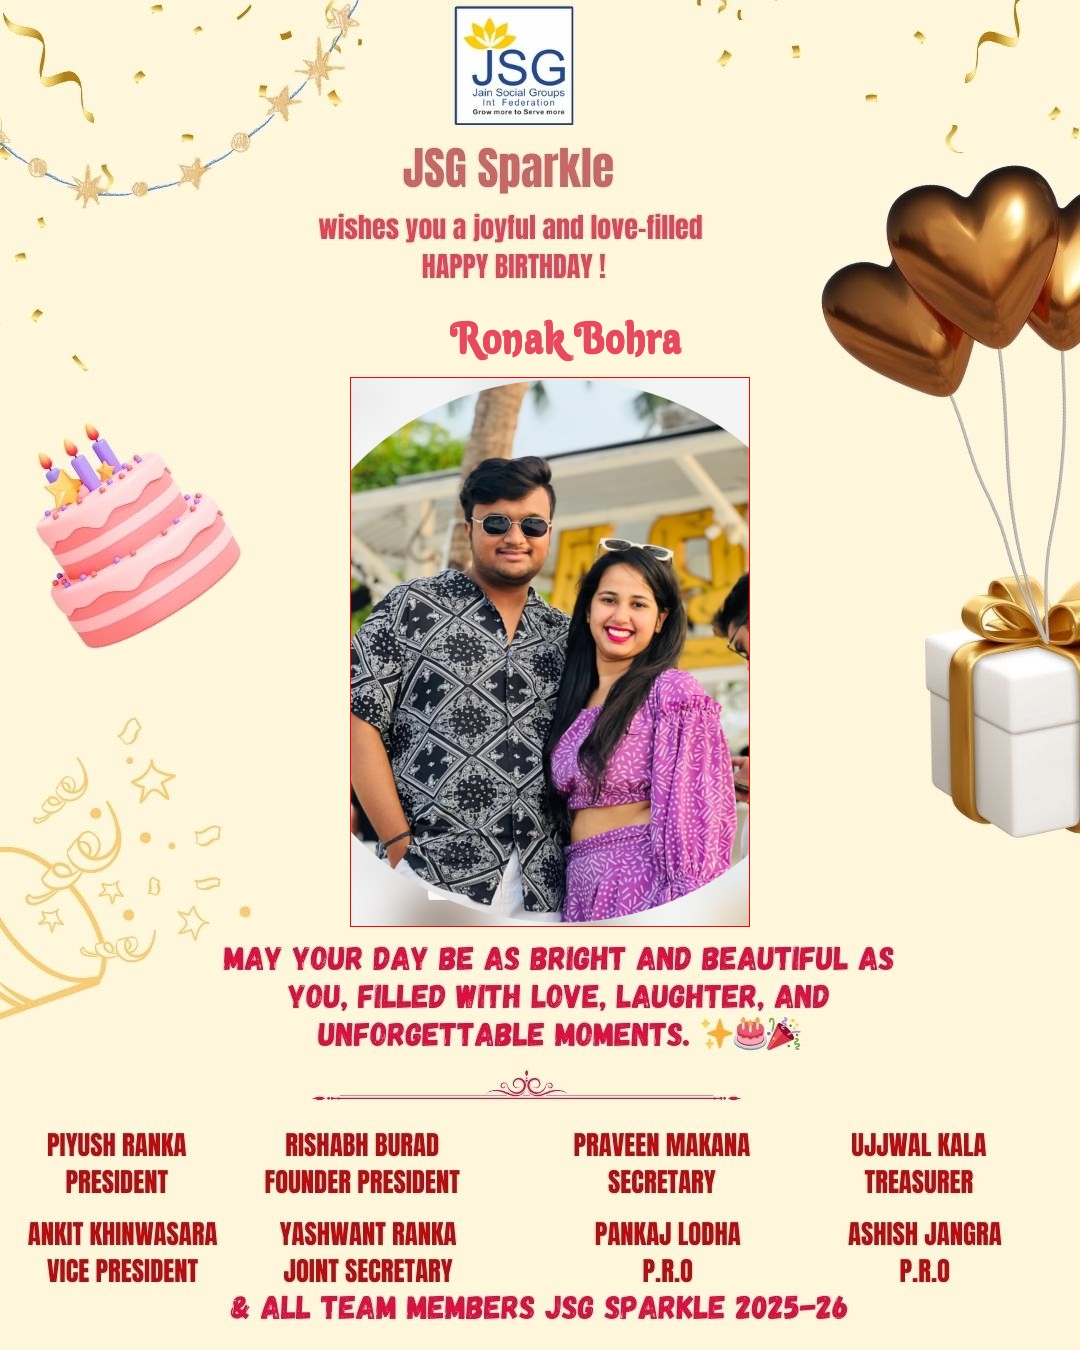 JSG
Jain Social Groups
Int Federation
Grow more to Serve more
JSG Sparkle
wishes you a joyful and love-filled
HAPPY BIRTHDAY !
Ronak Bohra
MAY YOUR DAY BE AS BRIGHT AND BEAUTIFUL AS
YOU, FILLED WITH LOVE, LAUGHTER, AND
UNFORGETTABLE MOMENTS. ✨🎂🎉
PIYUSH RANKA
PRESIDENT
RISHABH BURAD
FOUNDER PRESIDENT
PRAVEEN MAKANA
SECRETARY
UJJWAL KALA
TREASURER
ANKIT KHINWASARA
VICE PRESIDENT
YASHWANT RANKA
JOINT SECRETARY
PANKAJ LODHA
P.R.O
ASHISH JANGRA
P.R.O
& ALL TEAM MEMBERS JSG SPARKLE 2025-26